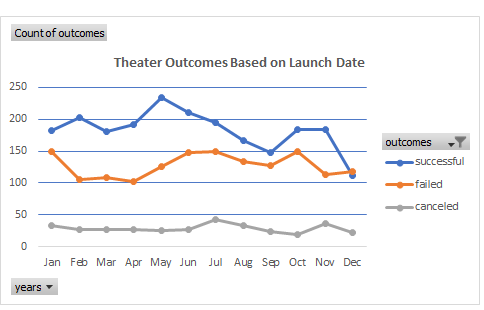 Count of outcomes
Theater Outcomes Based on Launch Date
250
200
150
100
50
0
Jan Feb Mar Apr May Jun Jul Aug Sep Oct Nov Dec
outcomes
successful
failed
canceled
years